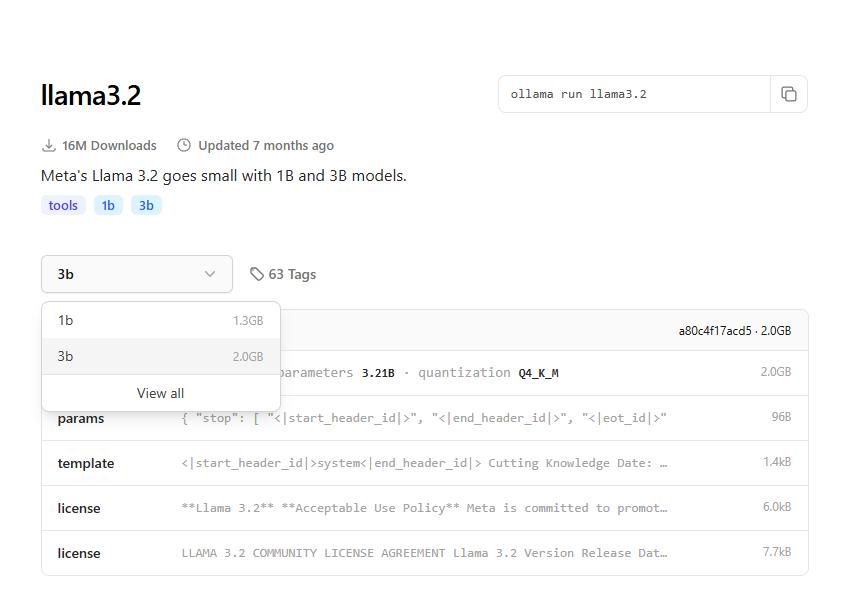 llama3.2
ollama run llama3.2
16M Downloads Updated 7 months ago
Meta's Llama 3.2 goes small with 1B and 3B models.
tools 1b 3b
3b 63 Tags
1b 1.3GB
3b 2.0GB
View all
a80c4f17acd5 · 2.0GB
parameters 3.21B · quantization Q4_K_M 2.0GB
params { "stop": [ "<|start_header_id|>", "<|end_header_id|>", "<|eot_id|>" 96B
template <|start_header_id|>system<|end_header_id|> Cutting Knowledge Date: … 1.4kB
license **Llama 3.2** **Acceptable Use Policy** Meta is committed to promot… 6.0kB
license LLAMA 3.2 COMMUNITY LICENSE AGREEMENT Llama 3.2 Version Release Dat… 7.7kB